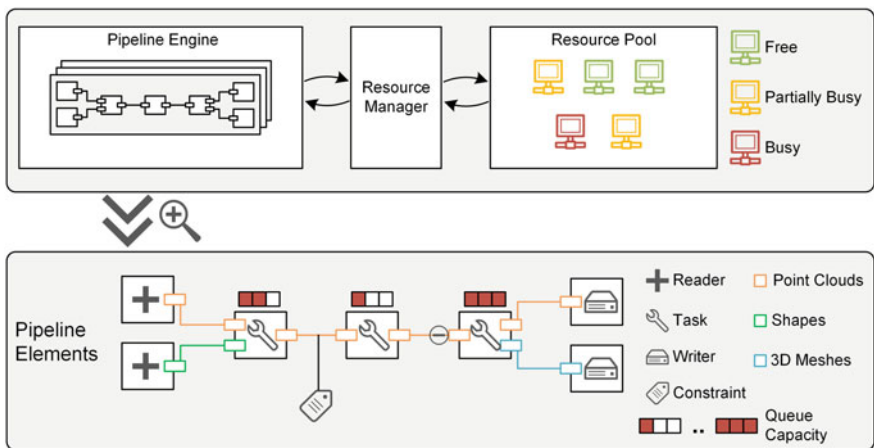 Pipeline Engine
Resource
Manager
Resource Pool
Free
Partially Busy
Busy
Pipeline
Elements
Reader
Task
Writer
Constraint
Point Clouds
Shapes
3D Meshes
..
Queue
Capacity